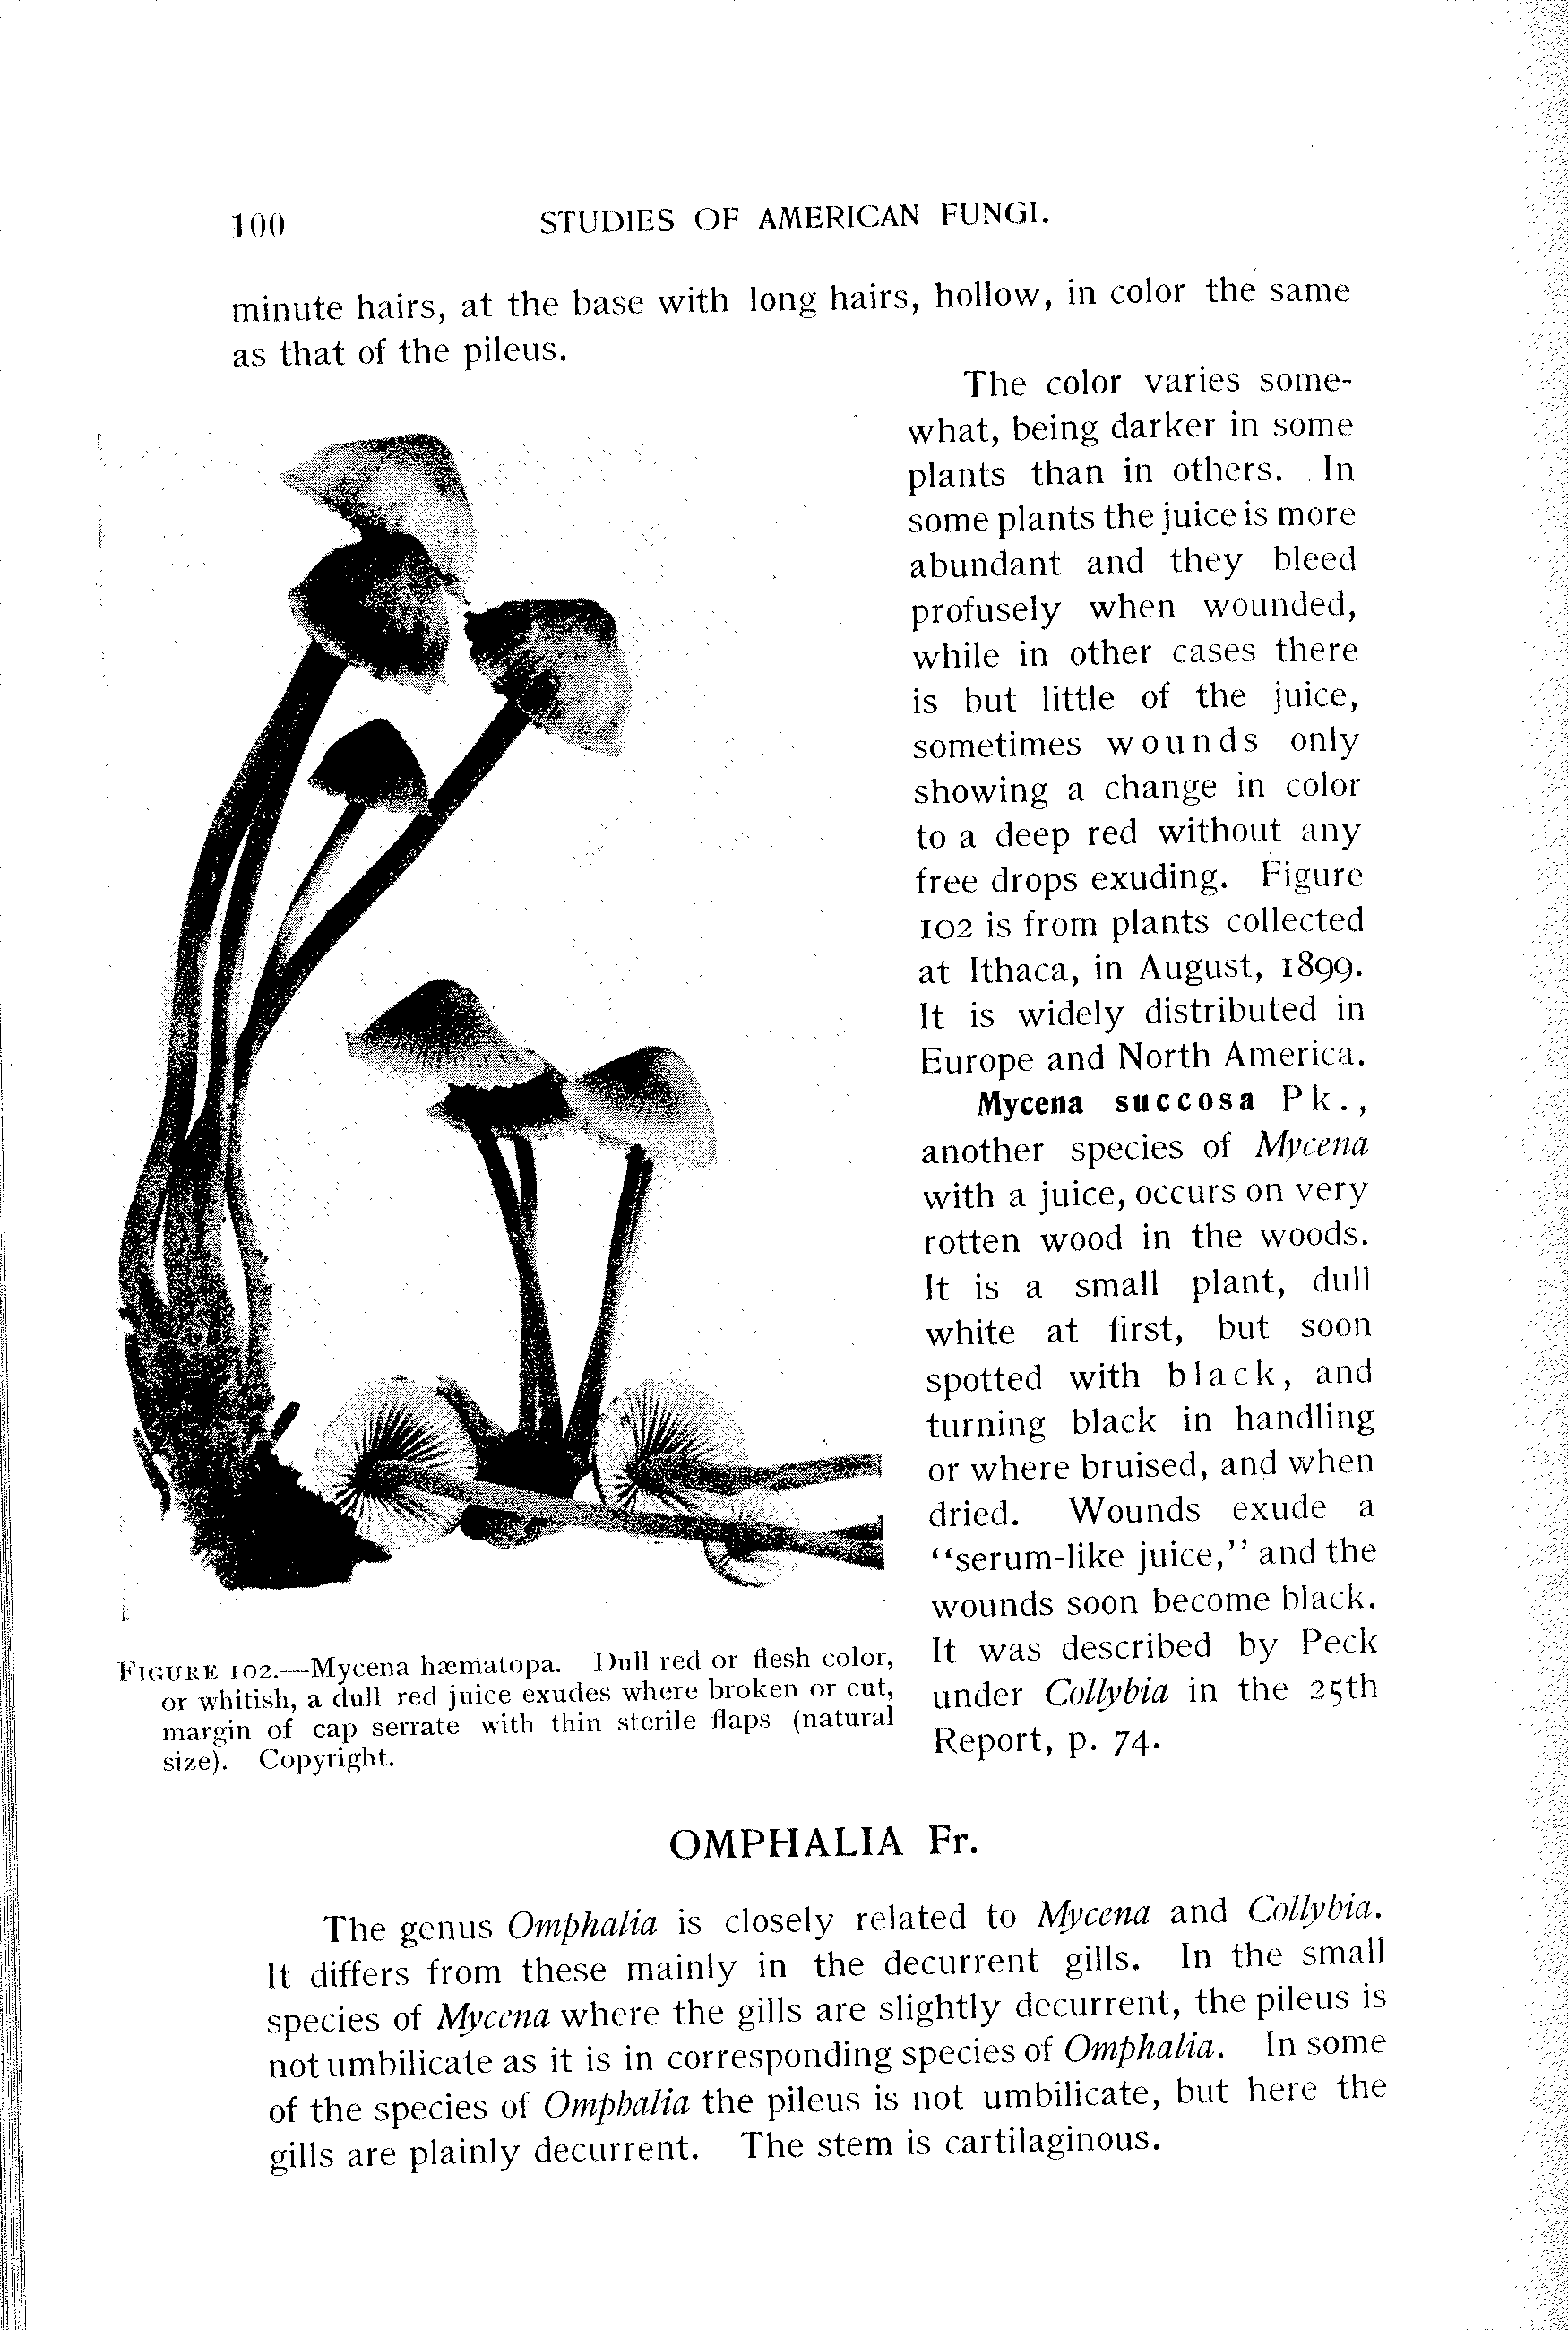 100 STUDIES OF AMERICAN FUNGI.
minute hairs, at the base with long hairs, hollow, in color the same
as that of the pileus.
The color varies some-
what, being darker in some
plants than in others. In
some plants the juice is more
abundant and they bleed
profusely when wounded,
while in other cases there
is but little of the juice,
sometimes wounds only
showing a change in color
to a deep red without any
free drops exuding. Figure
102 is from plants collected
at Ithaca, in August, 1899.
It is widely distributed in
Europe and North America.
Mycena succosa Pk.,
another species of Mycena
with a juice, occurs on very
rotten wood in the woods.
It is a small plant, dull
white at first, but soon
spotted with black, and
turning black in handling
or where bruised, and when
dried. Wounds exude a
“serum-like juice,” and the
wounds soon become black.
It was described by Peck
under Collybia in the 25th
Report, p. 74.
FIGURE 102.—Mycena hæmatopa. Dull red or flesh color,
or whitish, a dull red juice exudes where broken or cut,
margin of cap serrate with thin sterile flaps (natural
size). Copyright.
OMPHALIA Fr.
The genus Omphalia is closely related to Mycena and Collybia.
It differs from these mainly in the decurrent gills. In the small
species of Mycena where the gills are slightly decurrent, the pileus is
not umbilicate as it is in corresponding species of Omphalia. In some
of the species of Omphalia the pileus is not umbilicate, but here the
gills are plainly decurrent. The stem is cartilaginous.